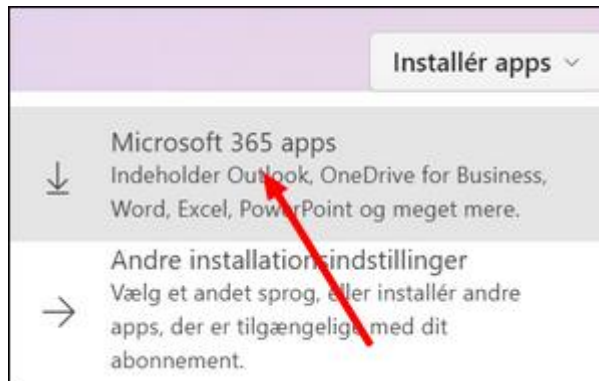 Installér apps
Microsoft 365 apps
Indeholder Outlook, OneDrive for Business,
Word, Excel, PowerPoint og meget mere.
Andre installationsindstillinger
Vælg et andet sprog, eller installér andre
apps, der er tilgængelige med dit
abonnement.